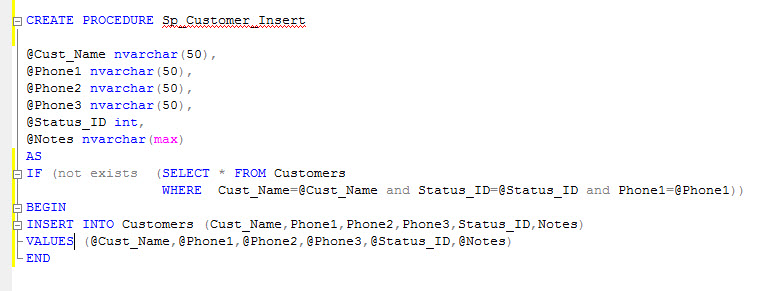 CREATE PROCEDURE Sp_Customer_Insert
@Cust_Name nvarchar(50),
@Phone1 nvarchar(50),
@Phone2 nvarchar(50),
@Phone3 nvarchar(50),
@Status_ID int,
@Notes nvarchar(max)
AS
IF (not exists (SELECT * FROM Customers
WHERE Cust_Name=@Cust_Name and Status_ID=@Status_ID and Phone1=@Phone1))
BEGIN
INSERT INTO Customers (Cust_Name,Phone1,Phone2,Phone3,Status_ID,Notes)
VALUES (@Cust_Name,@Phone1,@Phone2,@Phone3,@Status_ID,@Notes)
END